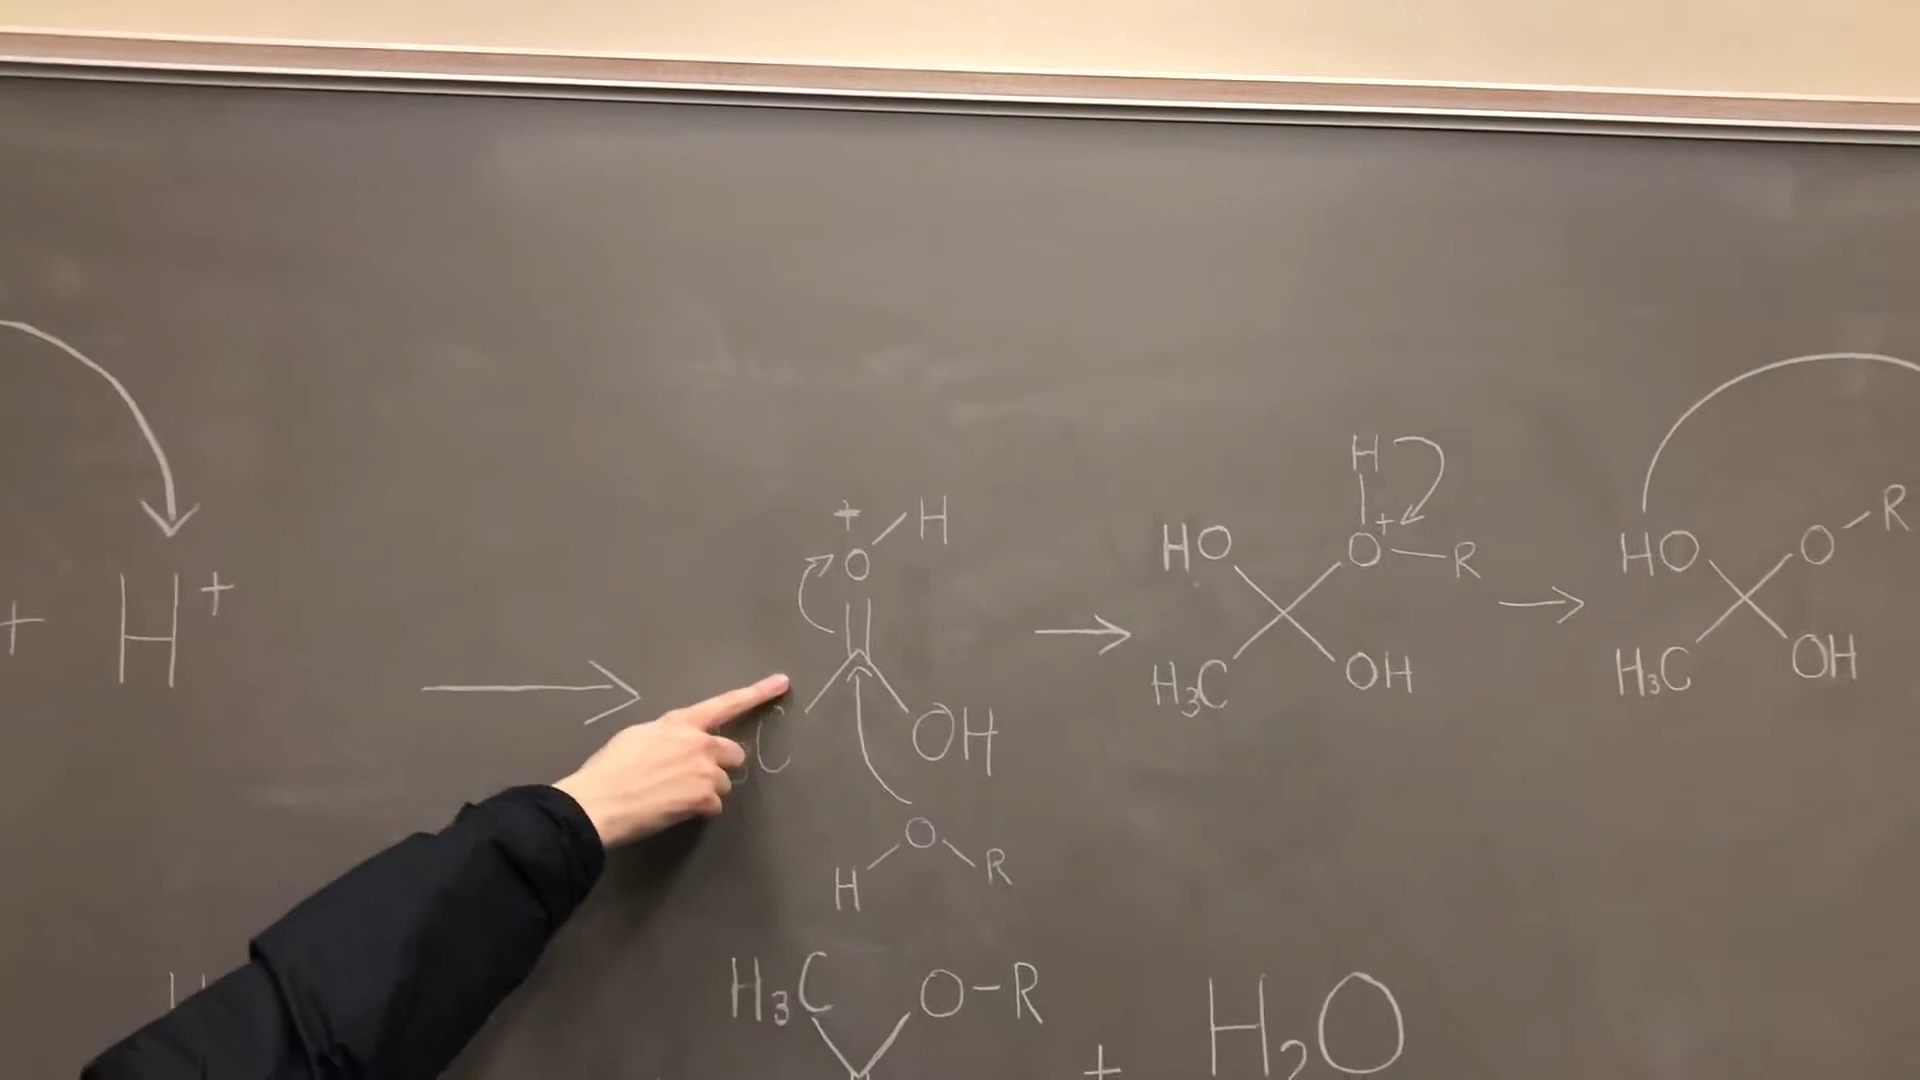 + H+ → +O-H C OH H O R → HO H O+ R H3C OH → HO O R H3C OH
H3C O-R + H2O